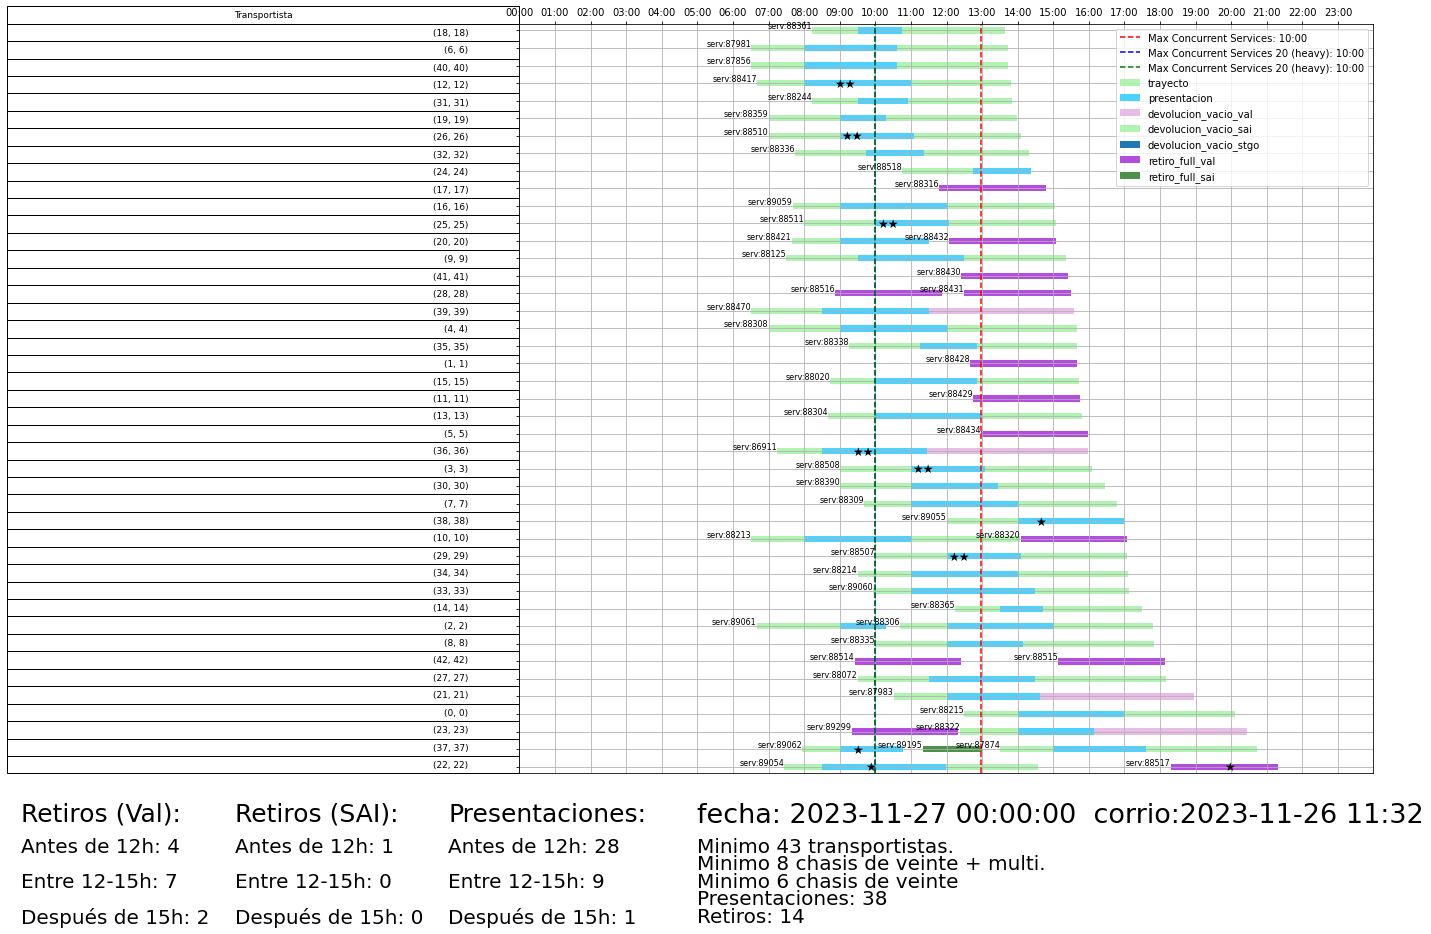 Transportista
00:00 01:00 02:00 03:00 04:00 05:00 06:00 07:00 08:00 09:00 10:00 11:00 12:00 13:00 14:00 15:00 16:00 17:00 18:00 19:00 20:00 21:00 22:00 23:00
Max Concurrent Services: 10:00
Max Concurrent Services 20 (heavy): 10:00
Max Concurrent Services 20 (heavy): 10:00
trayecto
presentacion
devolucion_vacio_val
devolucion_vacio_sai
devolucion_vacio_stgo
retiro_full_val
retiro_full_sai
(18, 18) serv:88361
(6, 6) serv:87981
(40, 40) serv:87856
(12, 12) serv:88417
(31, 31) serv:88244
(19, 19) serv:88359
(26, 26) serv:88510
(32, 32) serv:88336
(24, 24) serv:88518
(17, 17) serv:88316
(16, 16) serv:89059
(25, 25) serv:88511
(20, 20) serv:88421 serv:88432
(9, 9) serv:88125
(41, 41) serv:88430
(28, 28) serv:88516 serv:88431
(39, 39) serv:88470
(4, 4) serv:88308
(35, 35) serv:88338
(1, 1) serv:88428
(15, 15) serv:88020
(11, 11) serv:88429
(13, 13) serv:88304
(5, 5) serv:88434
(36, 36) serv:86911
(3, 3) serv:88508
(30, 30) serv:88390
(7, 7) serv:88309
(38, 38) serv:89055
(10, 10) serv:88213 serv:88320
(29, 29) serv:88507
(34, 34) serv:88214
(33, 33) serv:89060
(14, 14) serv:88365
(2, 2) serv:89061 serv:88306
(8, 8) serv:88335
(42, 42) serv:88514 serv:88515
(27, 27) serv:88072
(21, 21) serv:87983
(0, 0) serv:88215
(23, 23) serv:89299 serv:88322
(37, 37) serv:89062 serv:89195 serv:87874
(22, 22) serv:89054 serv:88517
Retiros (Val):
Antes de 12h: 4
Entre 12-15h: 7
Después de 15h: 2
Retiros (SAI):
Antes de 12h: 1
Entre 12-15h: 0
Después de 15h: 0
Presentaciones:
Antes de 12h: 28
Entre 12-15h: 9
Después de 15h: 1
fecha: 2023-11-27 00:00:00 corrio:2023-11-26 11:32
Minimo 43 transportistas.
Minimo 8 chasis de veinte + multi.
Minimo 6 chasis de veinte
Presentaciones: 38
Retiros: 14